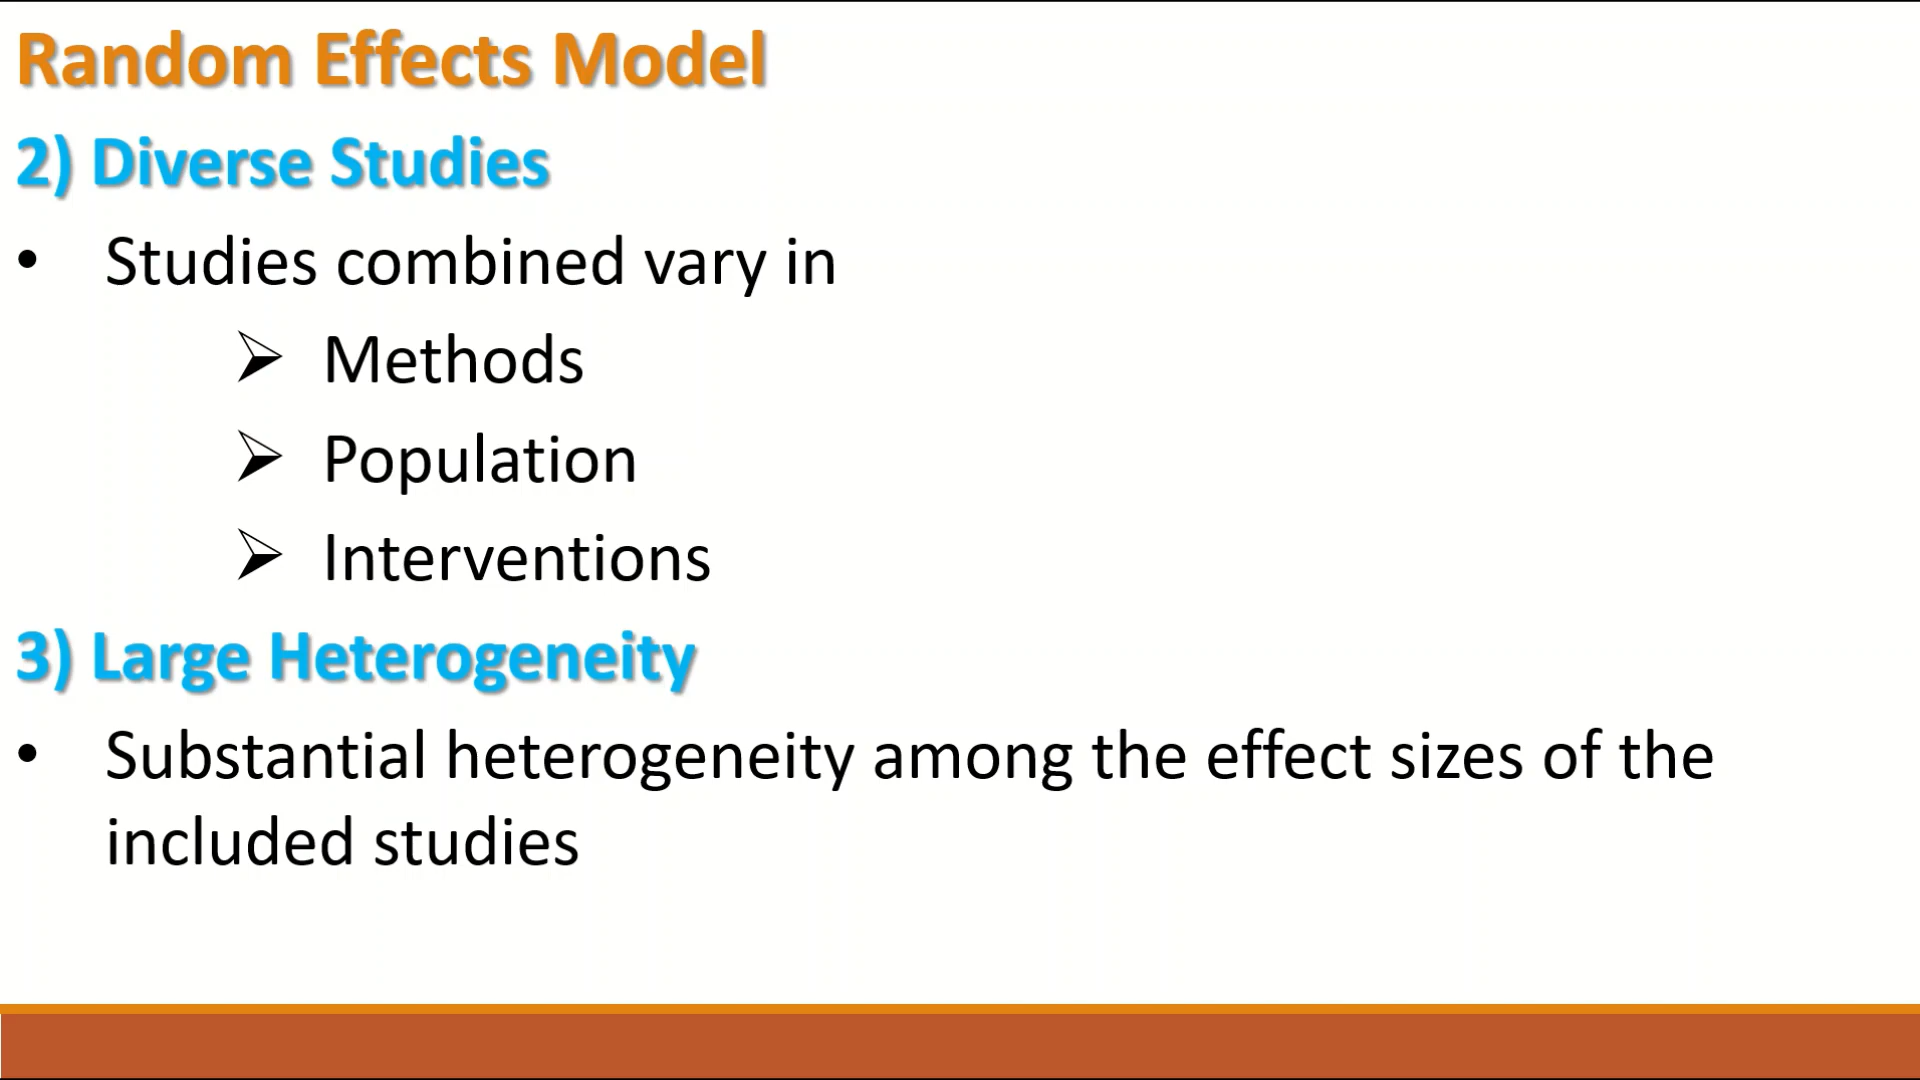 Random Effects Model
2) Diverse Studies
• Studies combined vary in
➢ Methods
➢ Population
➢ Interventions
3) Large Heterogeneity
• Substantial heterogeneity among the effect sizes of the
included studies